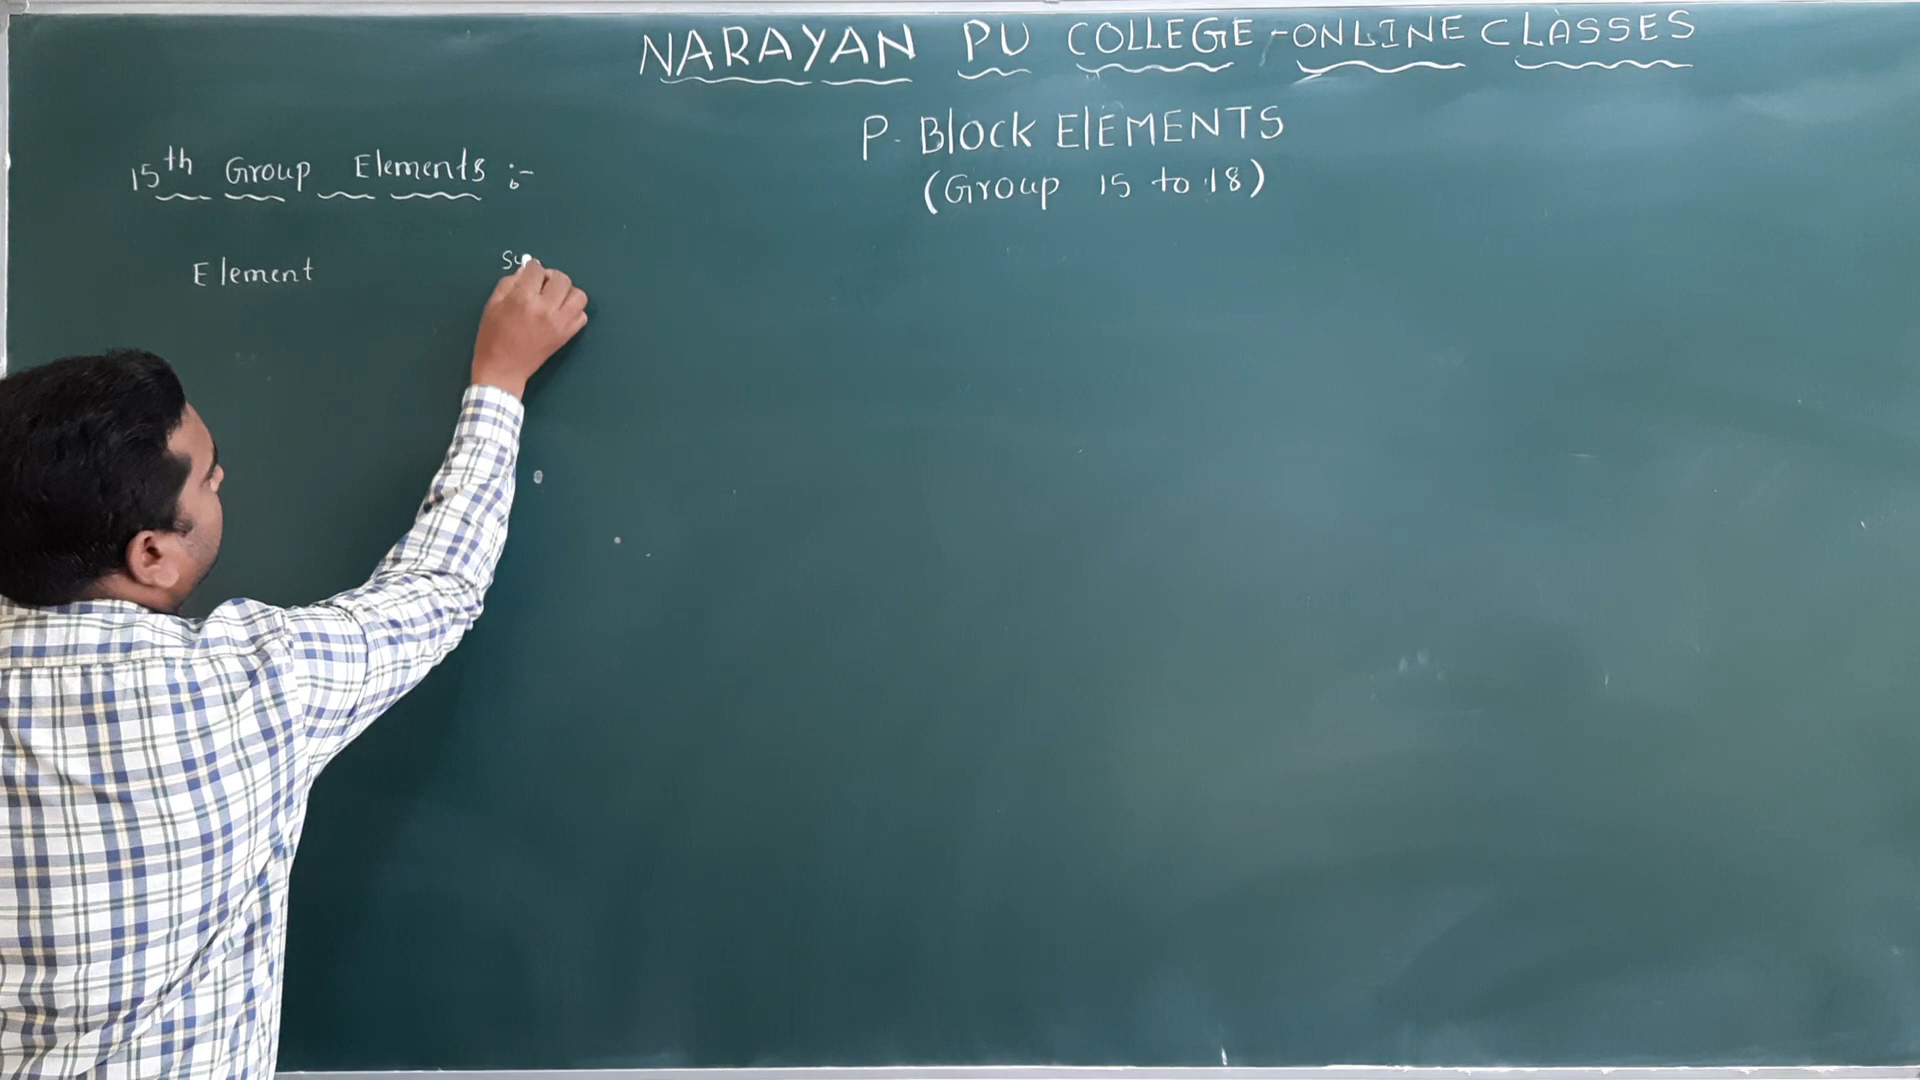 NARAYAN PU COLLEGE - ONLINE CLASSES
P- Block ElEMENTS
(Group 15 to 18)
15th Group Elements :-
Element